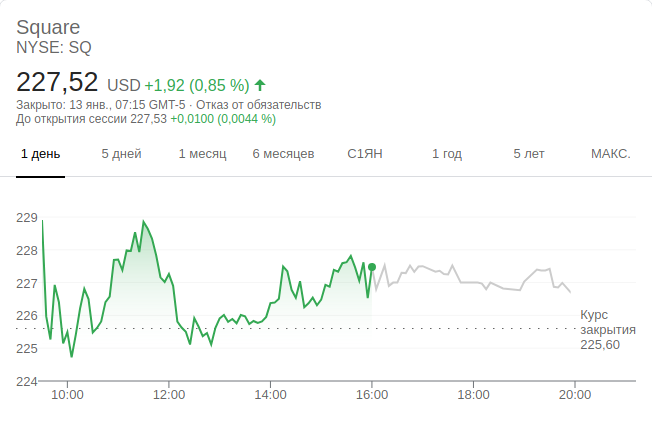 Square
NYSE: SQ
227,52 USD +1,92 (0,85 %)
Закрыто: 13 янв., 07:15 GMT-5 · Отказ от обязательств
До открытия сессии 227,53 +0,0100 (0,0044 %)
1 день 5 дней 1 месяц 6 месяцев С1ЯН 1 год 5 лет МАКС.
229
228
227
226
225
224
Курс
закрытия
225,60
10:00 12:00 14:00 16:00 18:00 20:00